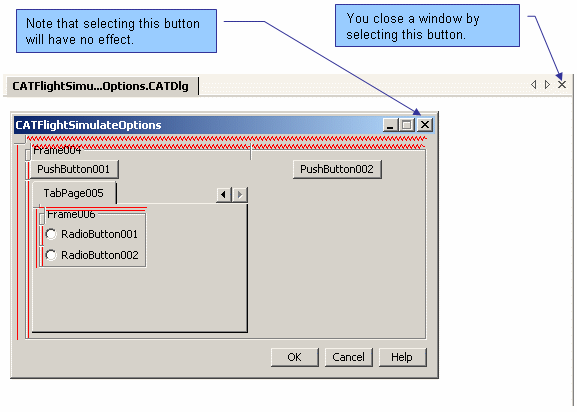 Note that selecting this button
will have no effect.
You close a window by
selecting this button.
CATFlightSimu...Options.CATDlg
CATFlightSimulateOptions
Frame004
PushButton001
PushButton002
TabPage005
Frame006
RadioButton001
RadioButton002
OK
Cancel
Help